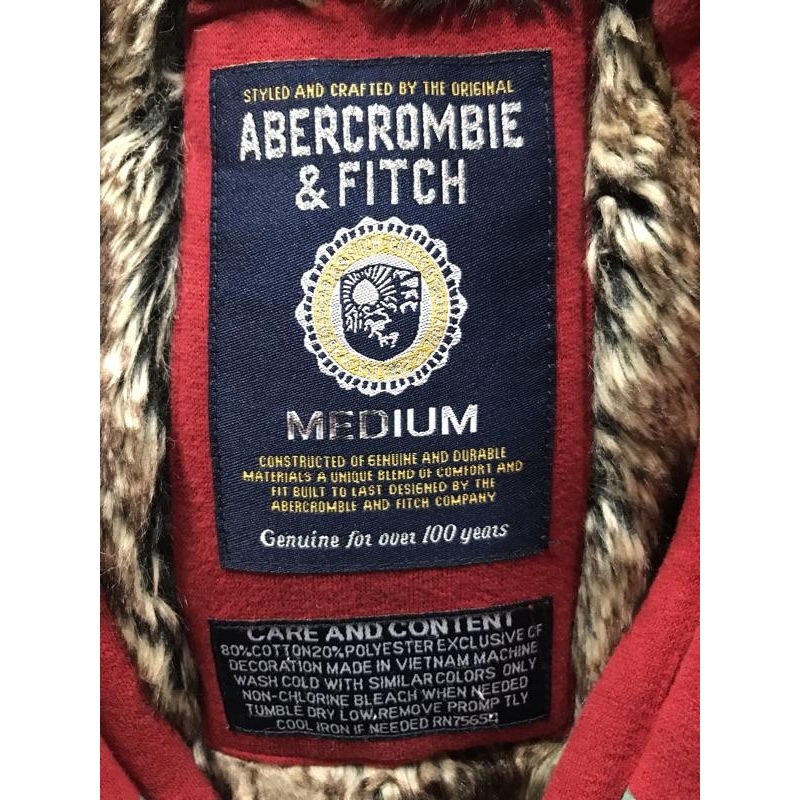 STYLED AND CRAFTED BY THE ORIGINAL
ABERCROMBIE
& FITCH
MEDIUM
CONSTRUCTED OF GENUINE AND DURABLE
MATERIALS A UNIQUE BLEND OF COMFORT AND
FIT BUILT TO LAST DESIGNED BY THE
ABERCROMBIE AND FITCH COMPANY
Genuine for over 100 years
CARE AND CONTENT
80%COTTON20%POLYESTER EXCLUSIVE OF
DECORATION MADE IN VIETNAM MACHINE
WASH COLD WITH SIMILAR COLORS ONLY
NON-CHLORINE BLEACH WHEN NEEDED
TUMBLE DRY LOW,REMOVE PROMP TLY
COOL IRON IF NEEDED RN75654